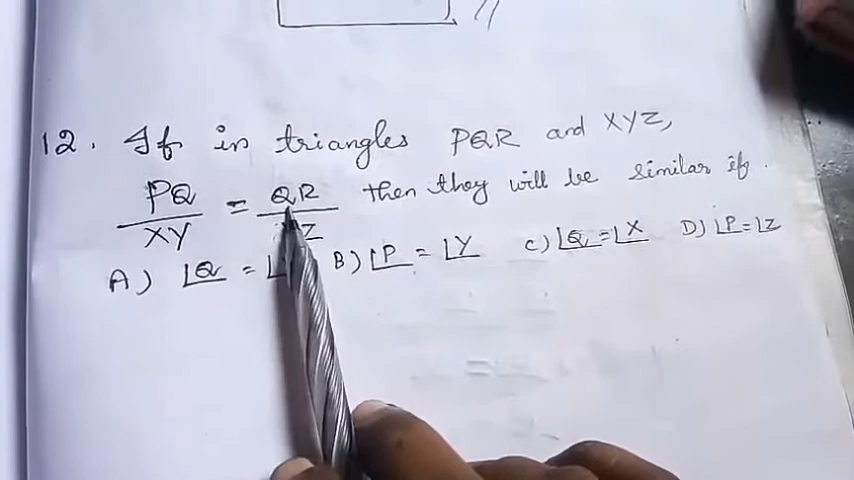 12. If in triangles PQR and XYZ,
PQ/XY = QR/ Z then they will be similar if.
A) ∠Q = ∠ B) ∠P = ∠Y C) ∠Q = ∠X D) ∠P = ∠Z